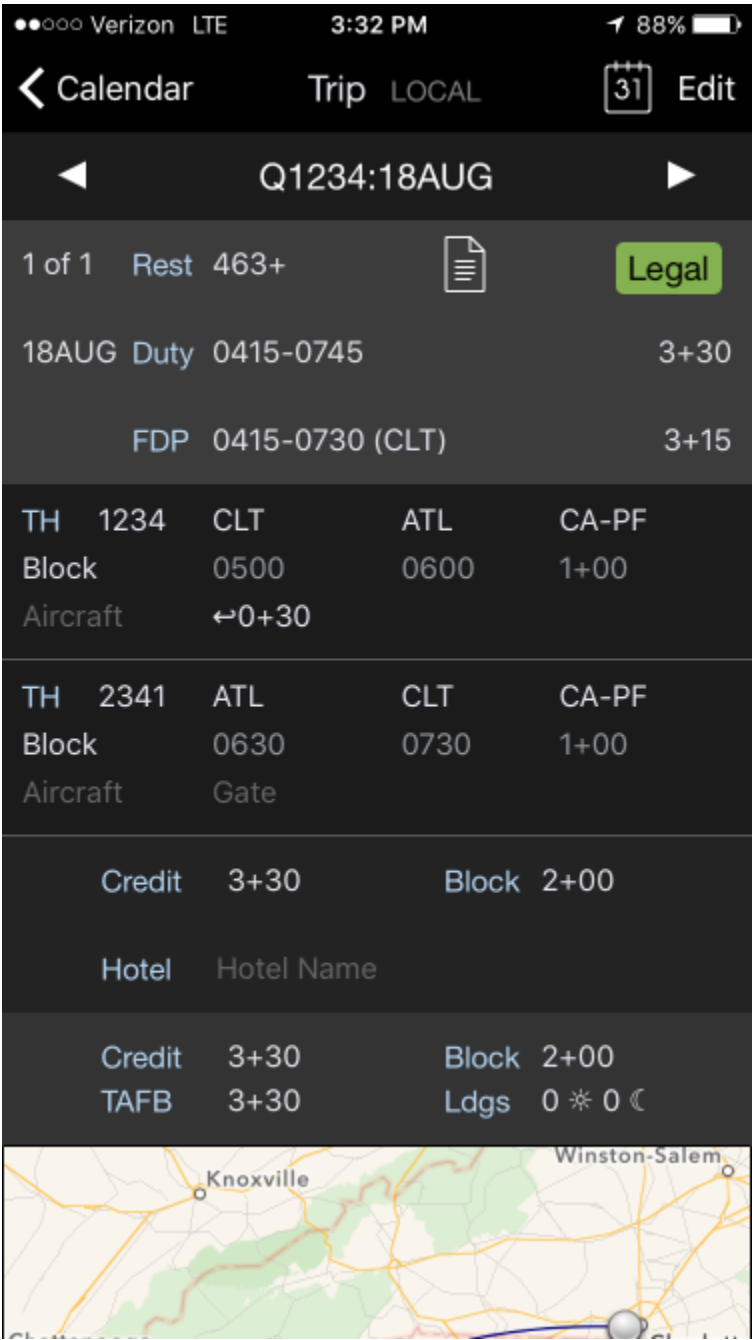 Verizon LTE 3:32 PM 88%
Calendar Trip LOCAL 31 Edit
Q1234:18AUG
1 of 1 Rest 463+ Legal
18AUG Duty 0415-0745 3+30
FDP 0415-0730 (CLT) 3+15
TH 1234 CLT ATL CA-PF
Block 0500 0600 1+00
Aircraft ↩0+30
TH 2341 ATL CLT CA-PF
Block 0630 0730 1+00
Aircraft Gate
Credit 3+30 Block 2+00
Hotel Hotel Name
Credit 3+30 Block 2+00
TAFB 3+30 Ldgs 0 ☼ 0 ☾
Winston-Salem
Knoxville